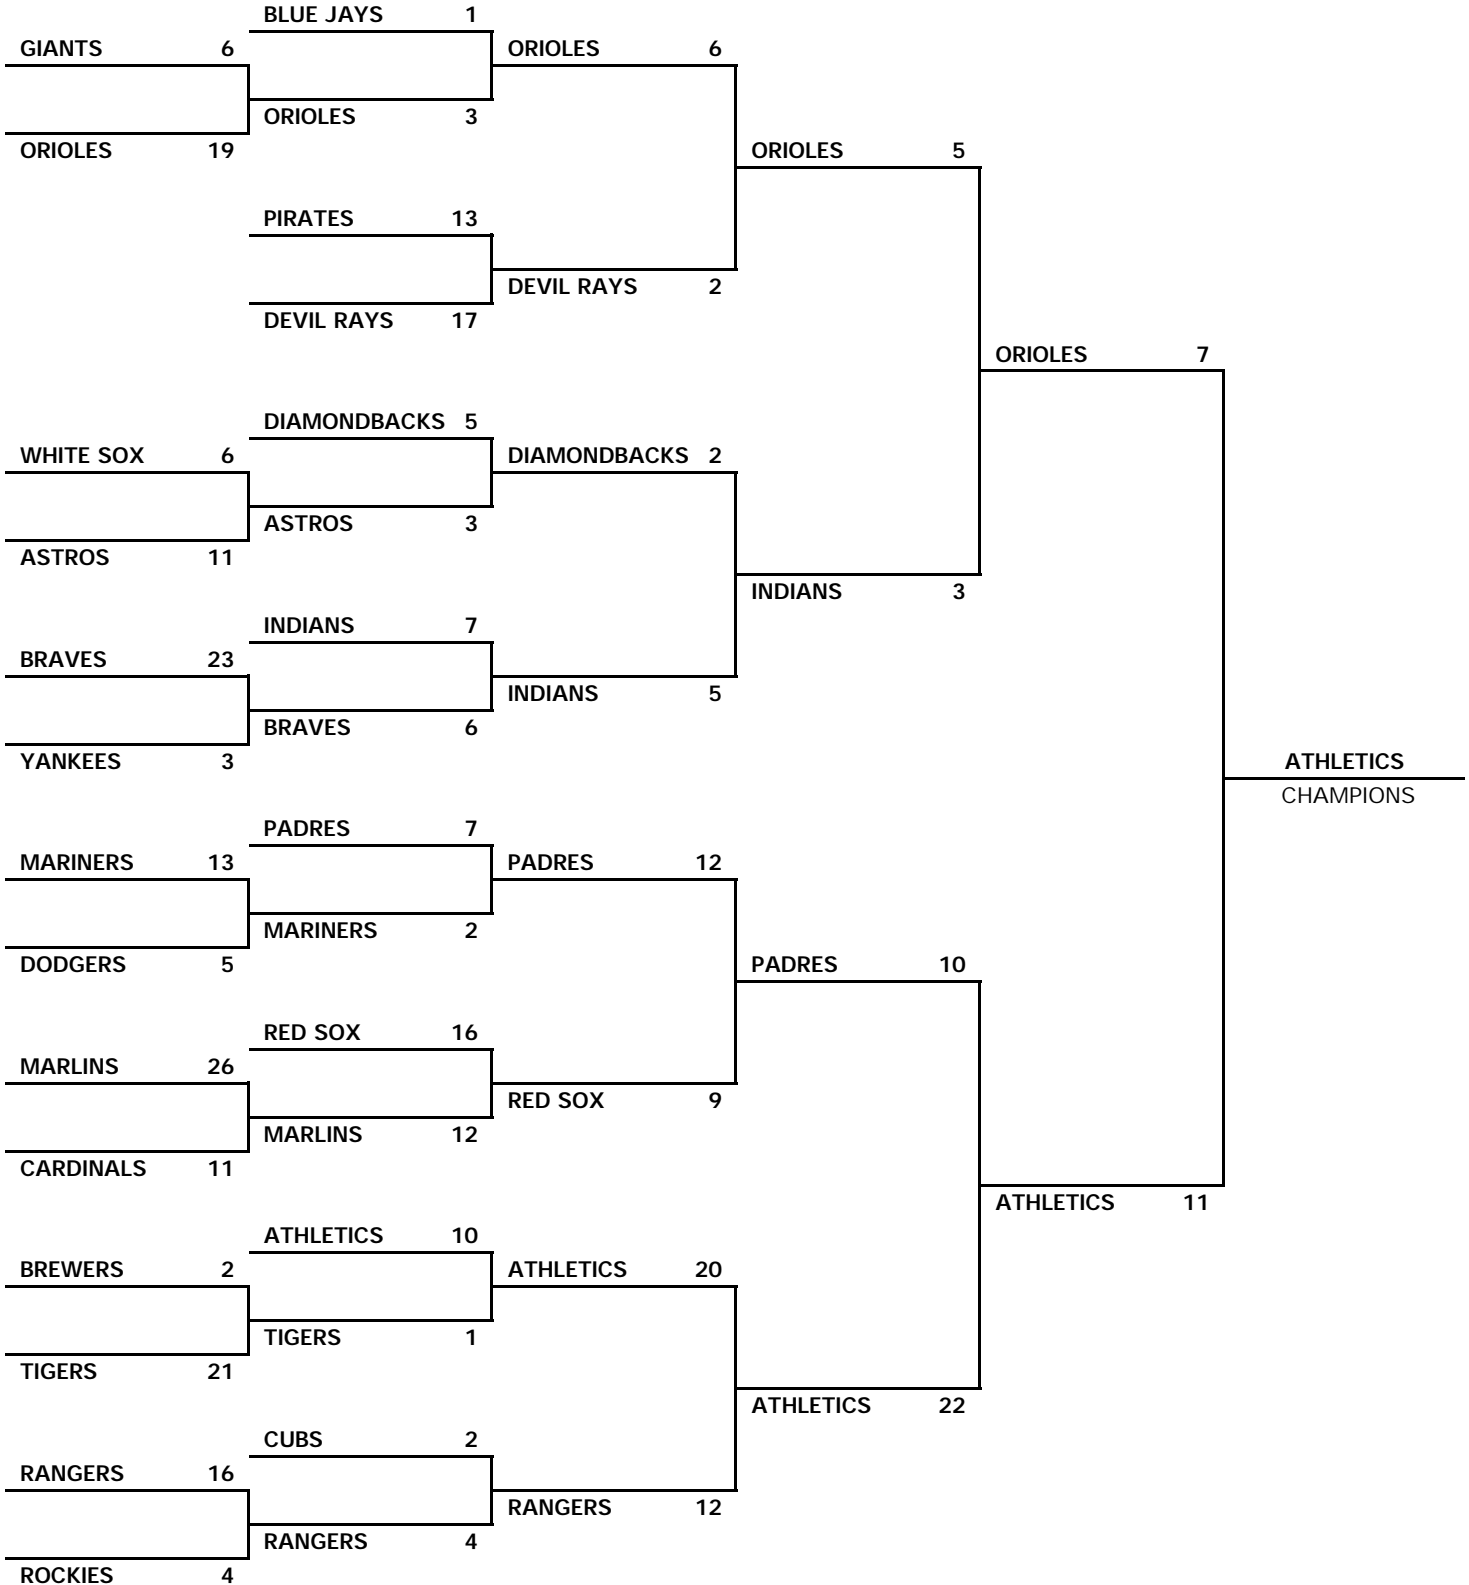 BLUE JAYS 1
GIANTS 6
ORIOLES 6
ORIOLES 3
ORIOLES 19
ORIOLES 5
PIRATES 13
DEVIL RAYS 2
DEVIL RAYS 17
ORIOLES 7
DIAMONDBACKS 5
WHITE SOX 6
DIAMONDBACKS 2
ASTROS 3
ASTROS 11
INDIANS 3
INDIANS 7
BRAVES 23
INDIANS 5
BRAVES 6
YANKEES 3
ATHLETICS
CHAMPIONS
PADRES 7
MARINERS 13
PADRES 12
MARINERS 2
DODGERS 5
PADRES 10
RED SOX 16
MARLINS 26
RED SOX 9
MARLINS 12
CARDINALS 11
ATHLETICS 11
ATHLETICS 10
BREWERS 2
ATHLETICS 20
TIGERS 1
TIGERS 21
ATHLETICS 22
CUBS 2
RANGERS 16
RANGERS 12
RANGERS 4
ROCKIES 4